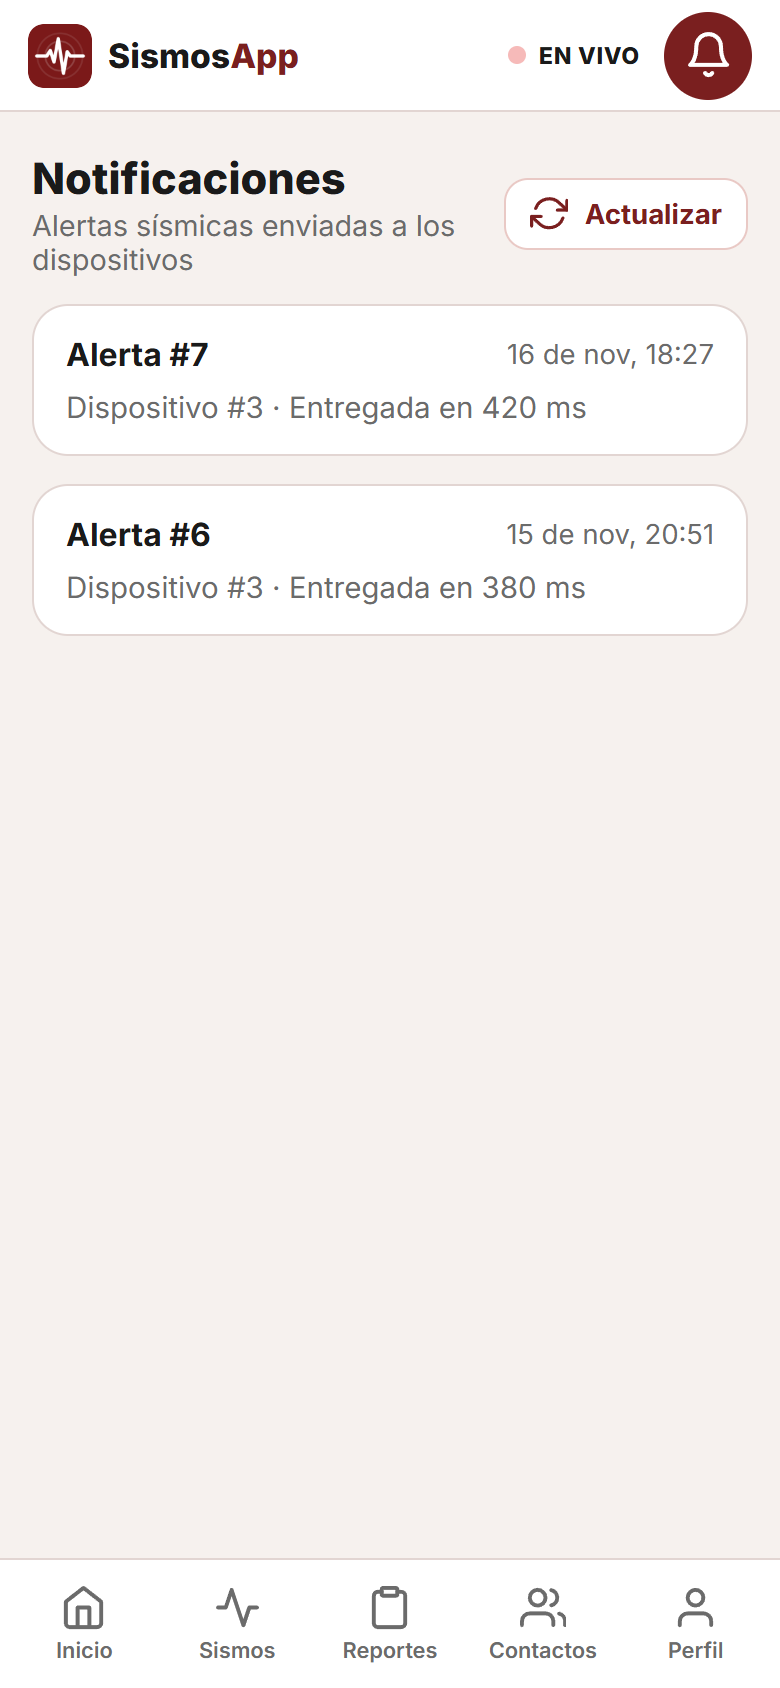 SismosApp
EN VIVO
Notificaciones
Alertas sísmicas enviadas a los
dispositivos
Actualizar
Alerta #7
16 de nov, 18:27
Dispositivo #3 · Entregada en 420 ms
Alerta #6
15 de nov, 20:51
Dispositivo #3 · Entregada en 380 ms
Inicio
Sismos
Reportes
Contactos
Perfil